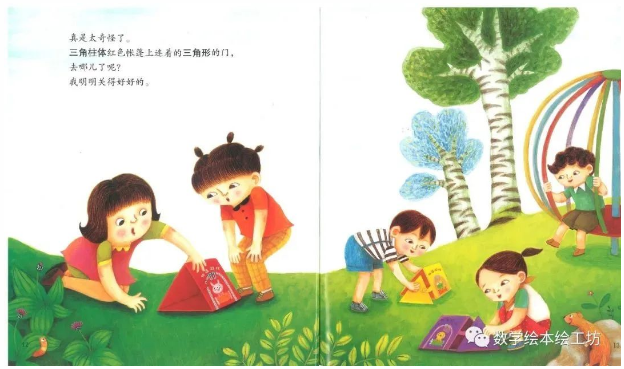 真是太奇怪了。
三角柱体红色帐篷上连着的三角形的门，
去哪儿了呢？
我明明关得好好的。
数学绘本绘工坊